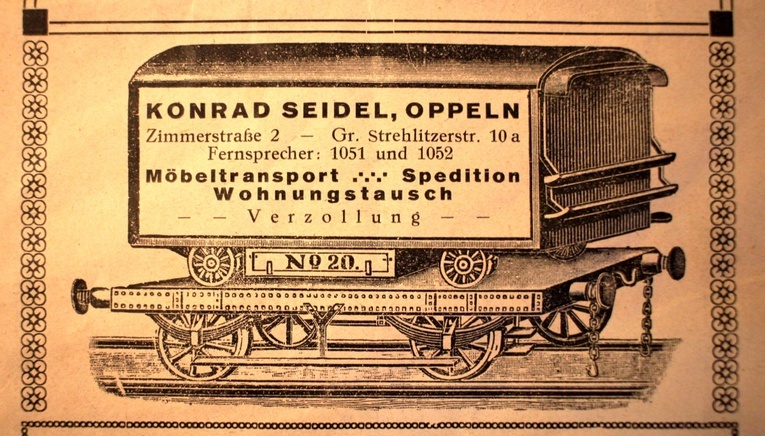 KONRAD SEIDEL, OPPELN
Zimmerstraße 2 — Gr. Strehlitzerstr. 10 a
Fernsprecher: 1051 und 1052
Möbeltransport .·.·. Spedition
Wohnungstausch
— — Verzollung — —
No 20.